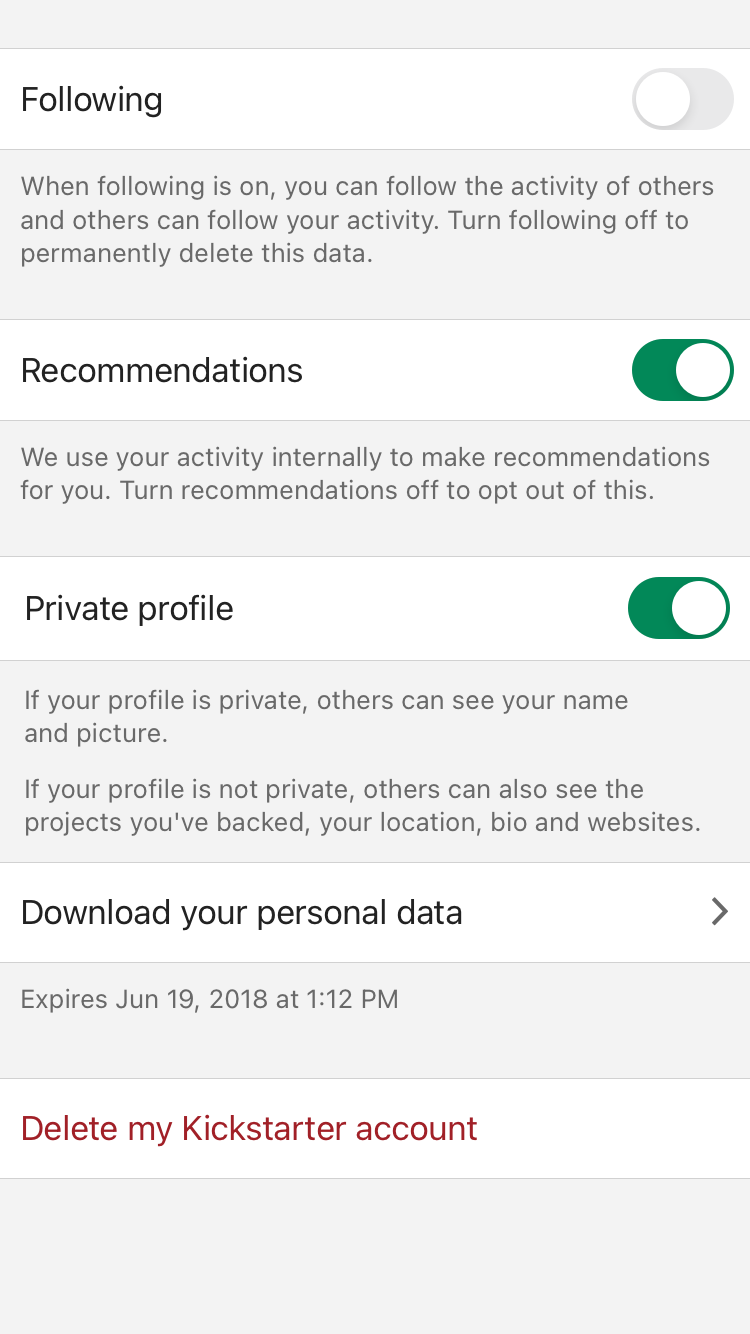 Following
When following is on, you can follow the activity of others
and others can follow your activity. Turn following off to
permanently delete this data.
Recommendations
We use your activity internally to make recommendations
for you. Turn recommendations off to opt out of this.
Private profile
If your profile is private, others can see your name
and picture.
If your profile is not private, others can also see the
projects you've backed, your location, bio and websites.
Download your personal data
Expires Jun 19, 2018 at 1:12 PM
Delete my Kickstarter account